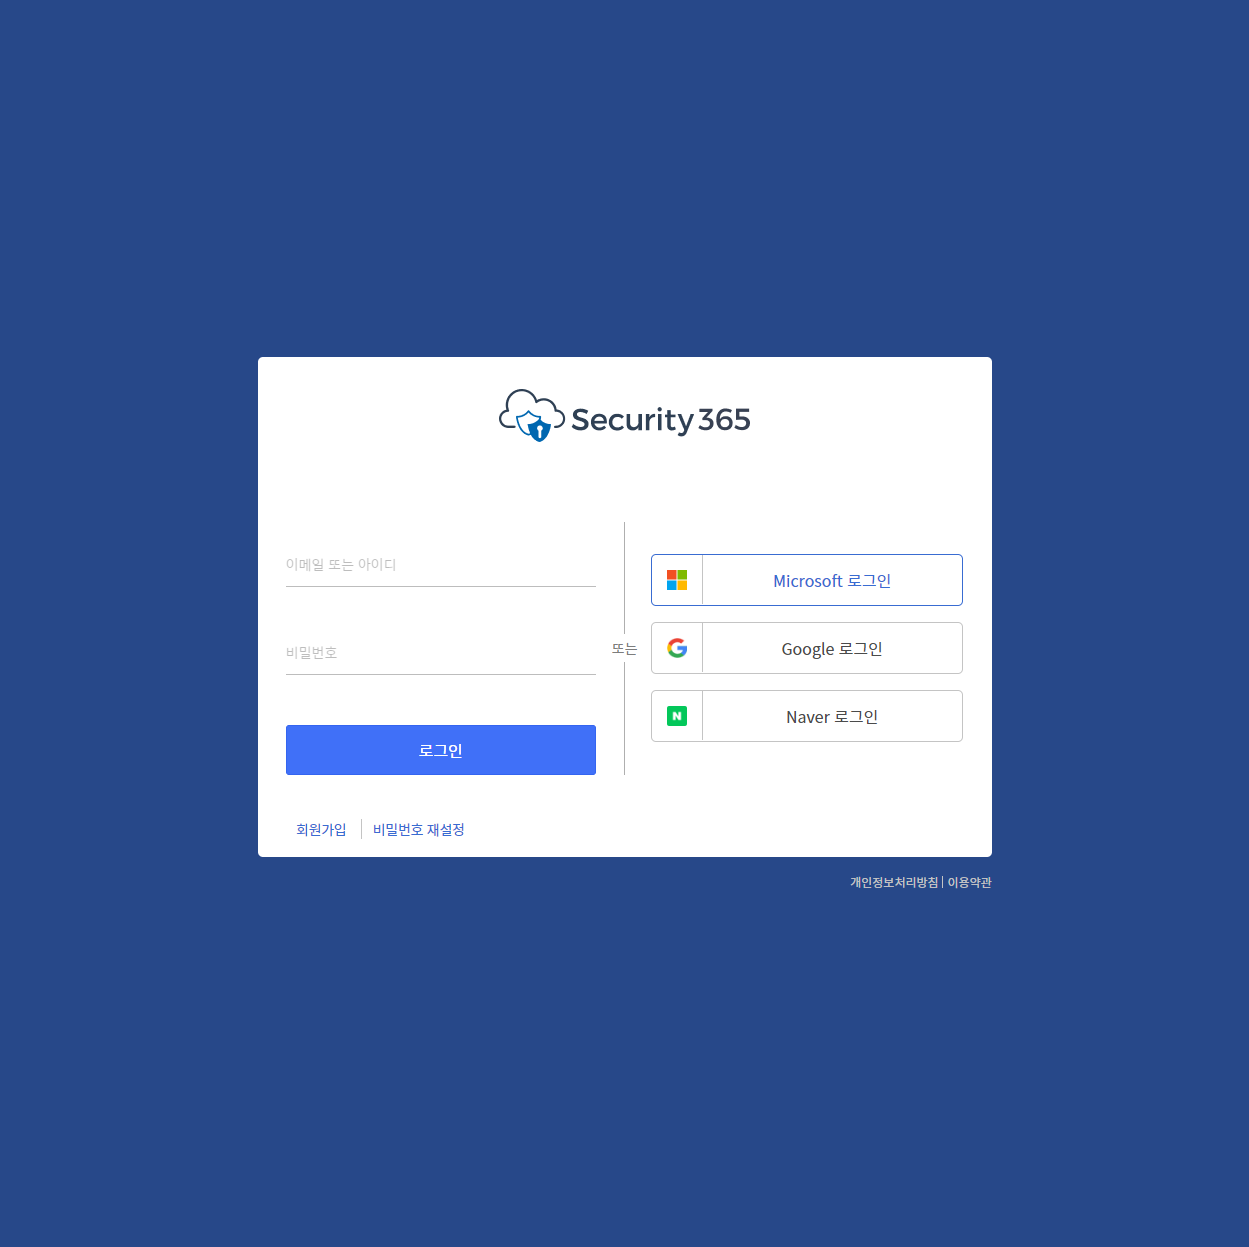 Security 365
이메일 또는 아이디
비밀번호
로그인
또는
Microsoft 로그인
Google 로그인
Naver 로그인
회원가입
비밀번호 재설정
개인정보처리방침 | 이용약관